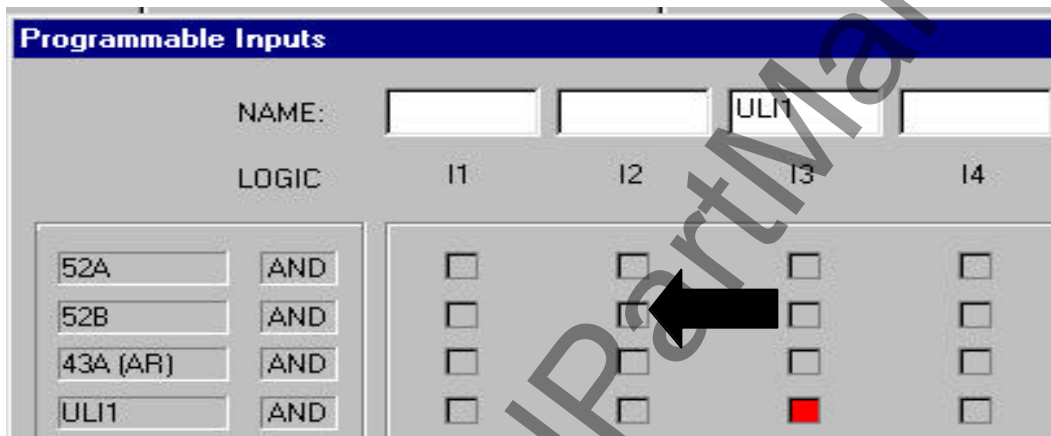 Programmable Inputs
NAME: ULI1
LOGIC I1 I2 I3 I4
52A AND
52B AND
43A (AR) AND
ULI1 AND